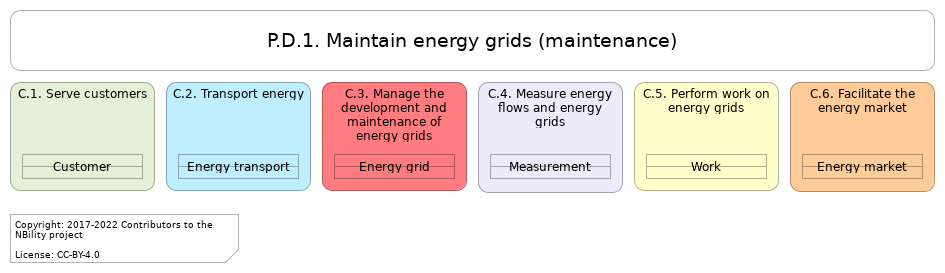 P.D.1. Maintain energy grids (maintenance)
C.1. Serve customers
Customer
C.2. Transport energy
Energy transport
C.3. Manage the
development and
maintenance of
energy grids
Energy grid
C.4. Measure energy
flows and energy
grids
Measurement
C.5. Perform work on
energy grids
Work
C.6. Facilitate the
energy market
Energy market
Copyright: 2017-2022 Contributors to the
NBility project
License: CC-BY-4.0